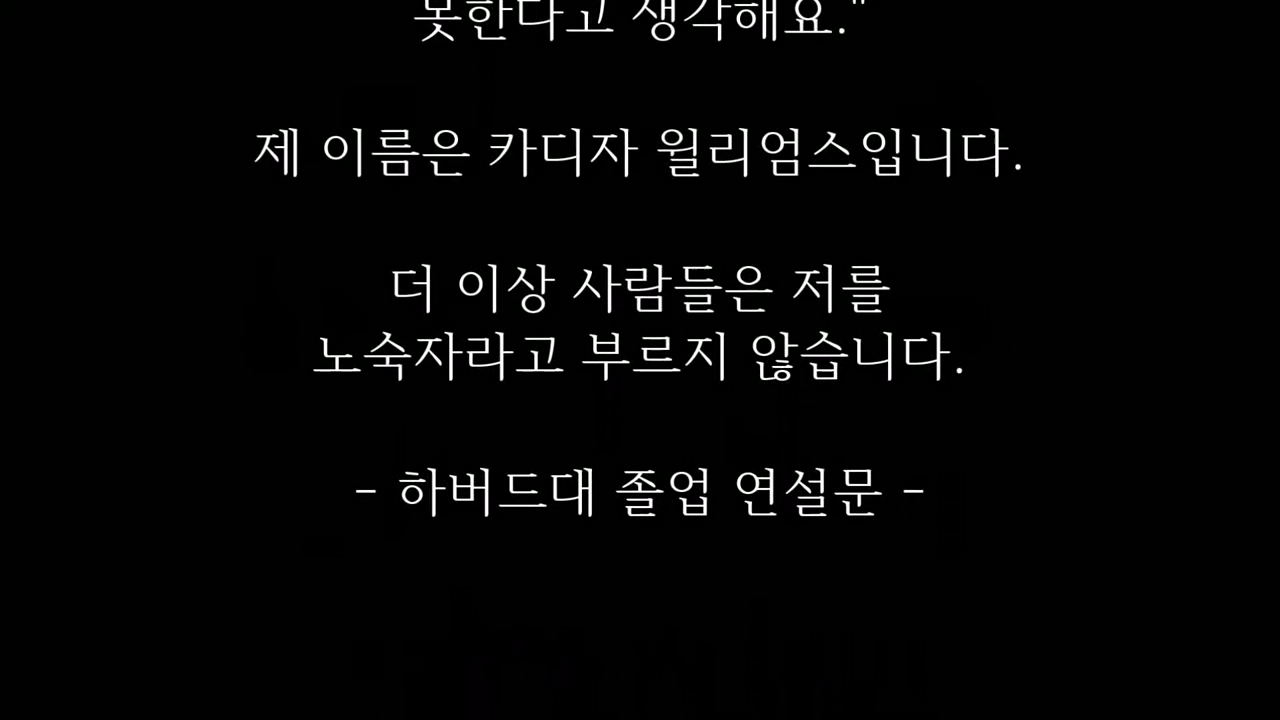 못한다고 생각해요."
제 이름은 카디자 윌리엄스입니다.
더 이상 사람들은 저를
노숙자라고 부르지 않습니다.
- 하버드대 졸업 연설문 -